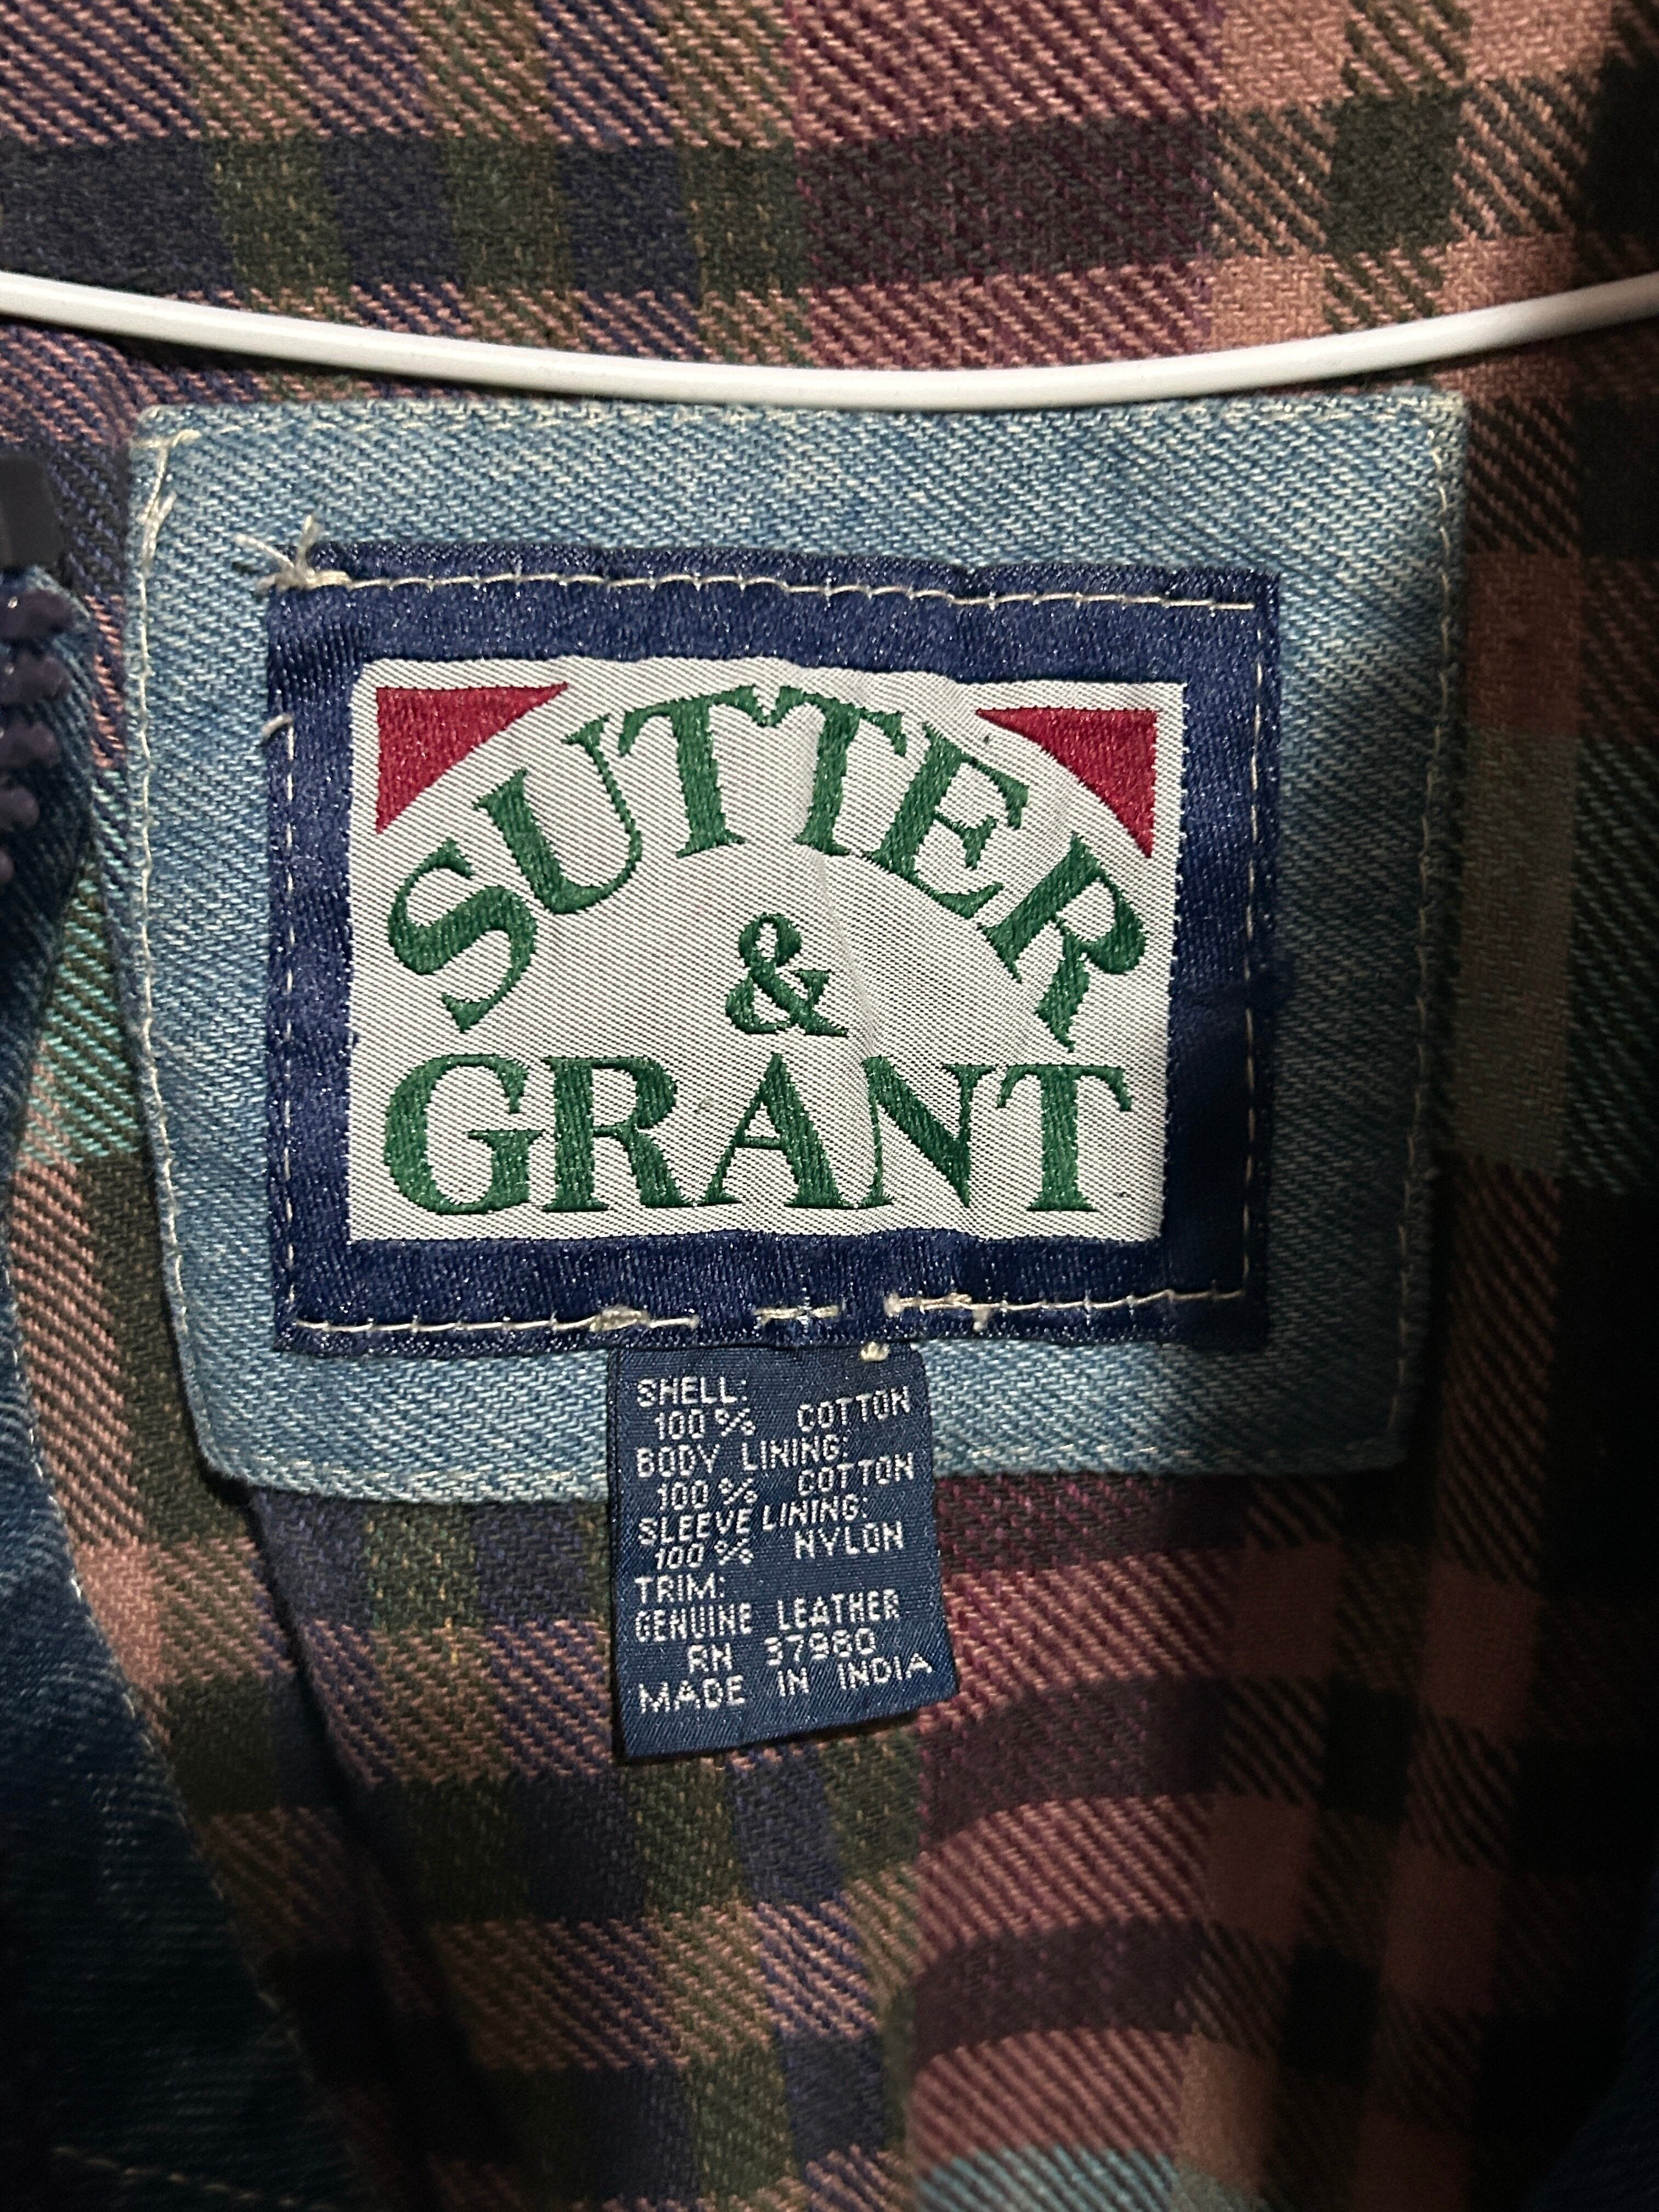 SUTTER
&
GRANT
SHELL:
100% COTTON
BODY LINING:
100% COTTON
SLEEVE LINING:
100% NYLON
TRIM:
GENUINE LEATHER
RN 37980
MADE IN INDIA